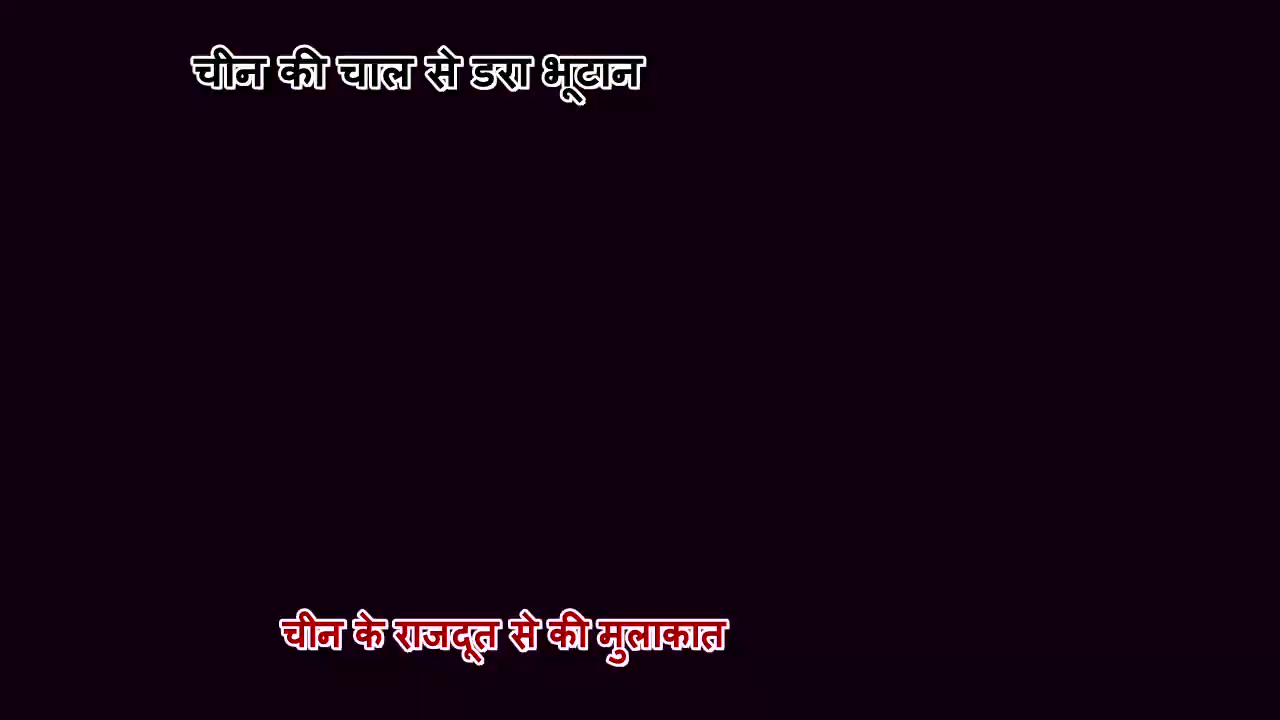 चीन की चाल से डरा भूटान
चीन के राजदूत से की मुलाकात